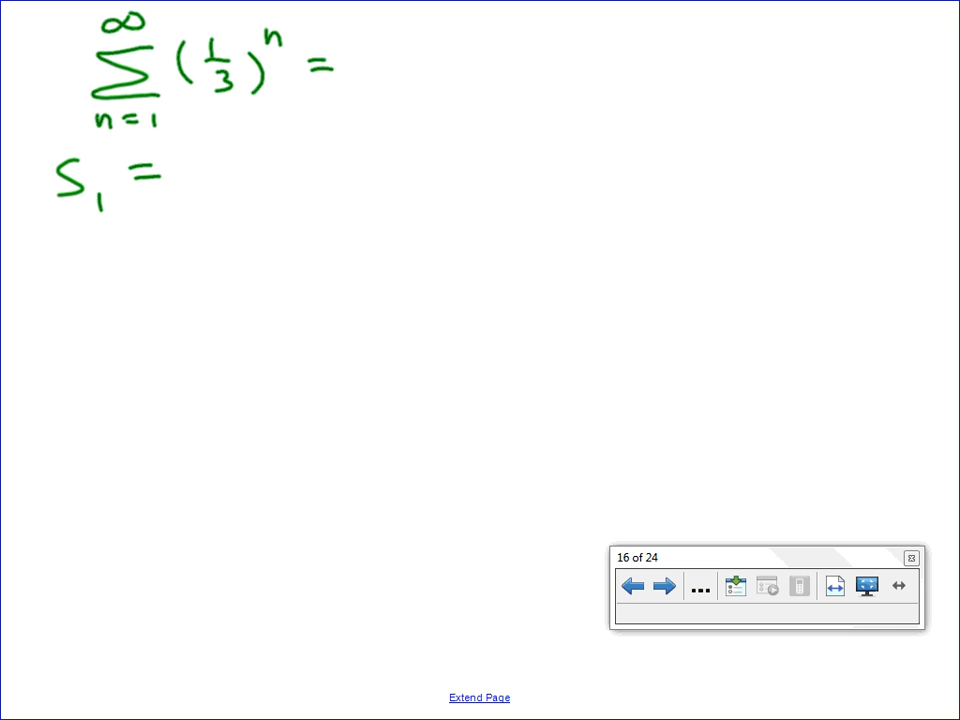 ∞
∑ (1/3)^n =
n = 1
S₁ =
16 of 24
...
Extend Page